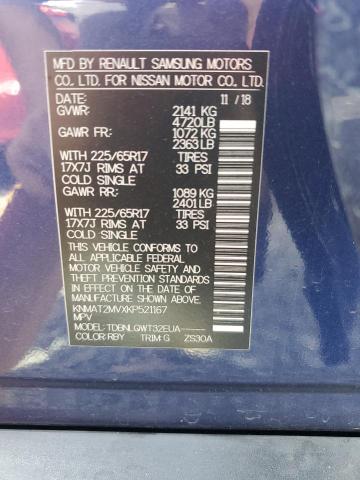 MFD BY RENAULT SAMSUNG MOTORS
CO. LTD. FOR NISSAN MOTOR CO., LTD.
DATE: 11 / 18
GVWR: 2141 KG
4720LB
GAWR FR: 1072 KG
2363 LB
WITH 225/65R17 TIRES
17X7J RIMS AT 33 PSI
COLD SINGLE
GAWR RR: 1089 KG
2401 LB
WITH 225/65R17 TIRES
17X7J RIMS AT 33 PSI
COLD SINGLE
THIS VEHICLE CONFORMS TO
ALL APPLICABLE FEDERAL
MOTOR VEHICLE SAFETY AND
THEFT PREVENTION STANDARDS
IN EFFECT ON THE DATE OF
MANUFACTURE SHOWN ABOVE.
KNMAT2MVXKP521167
MPV
MODEL: TDBNLQWT32EUA-------
COLOR:RBY TRIM:G ZS30A